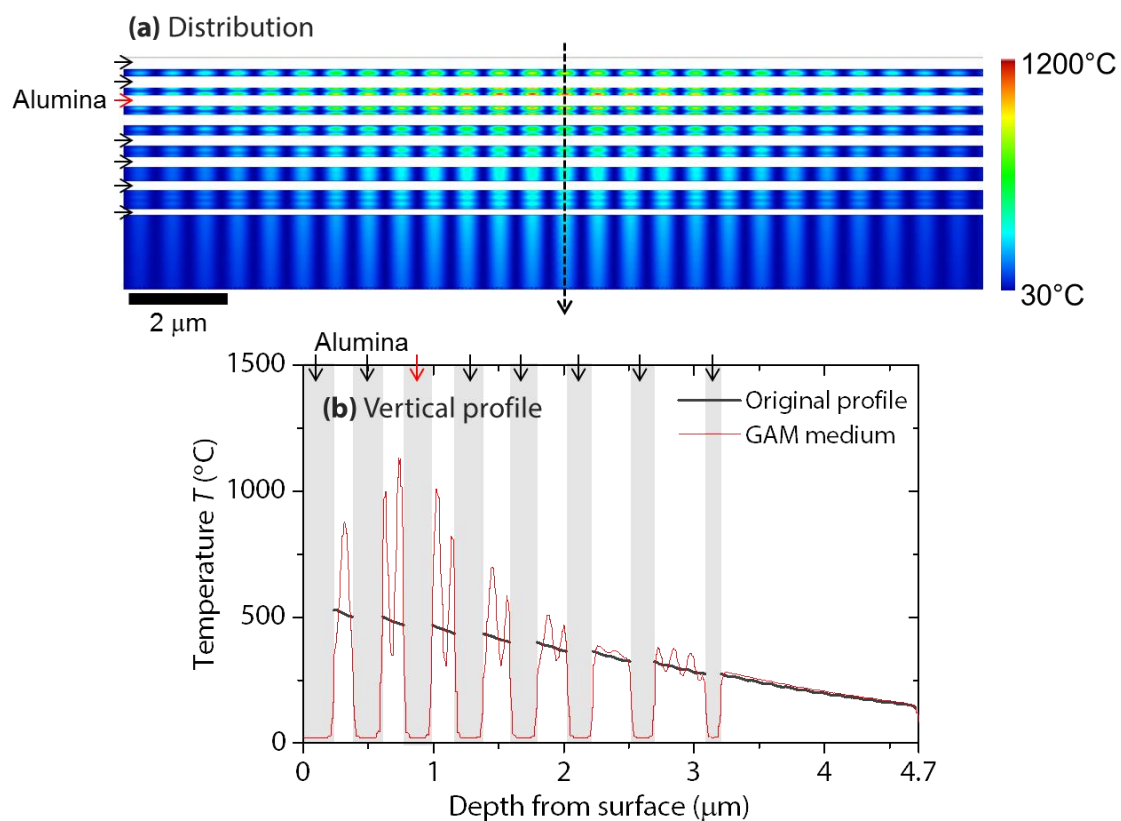 (a) Distribution
Alumina
1200°C
30°C
2 μm
Alumina
1500
1000
500
0
Temperature T (°C)
(b) Vertical profile
Original profile
GAM medium
0 1 2 3 4 4.7
Depth from surface (μm)